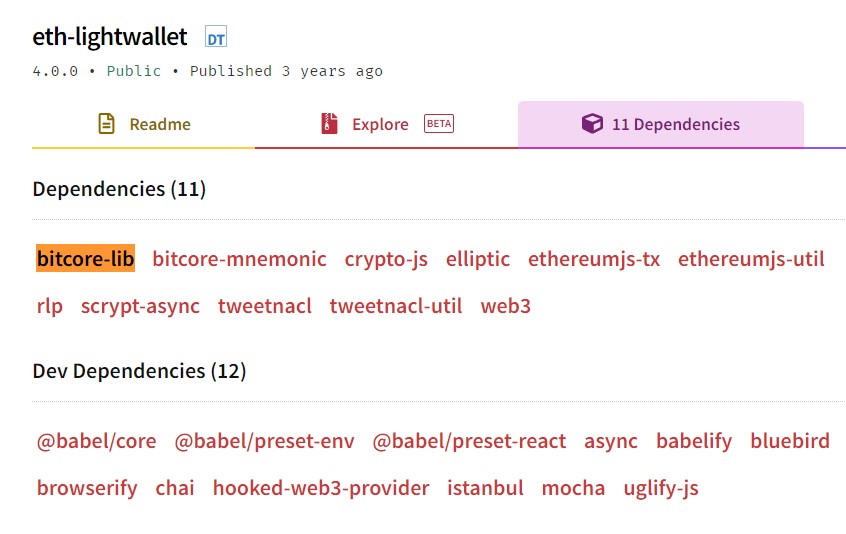 eth-lightwallet DT
4.0.0 • Public • Published 3 years ago
Readme Explore BETA 11 Dependencies
Dependencies (11)
bitcore-lib bitcore-mnemonic crypto-js elliptic ethereumjs-tx ethereumjs-util
rlp scrypt-async tweetnacl tweetnacl-util web3
Dev Dependencies (12)
@babel/core @babel/preset-env @babel/preset-react async babelify bluebird
browserify chai hooked-web3-provider istanbul mocha uglify-js